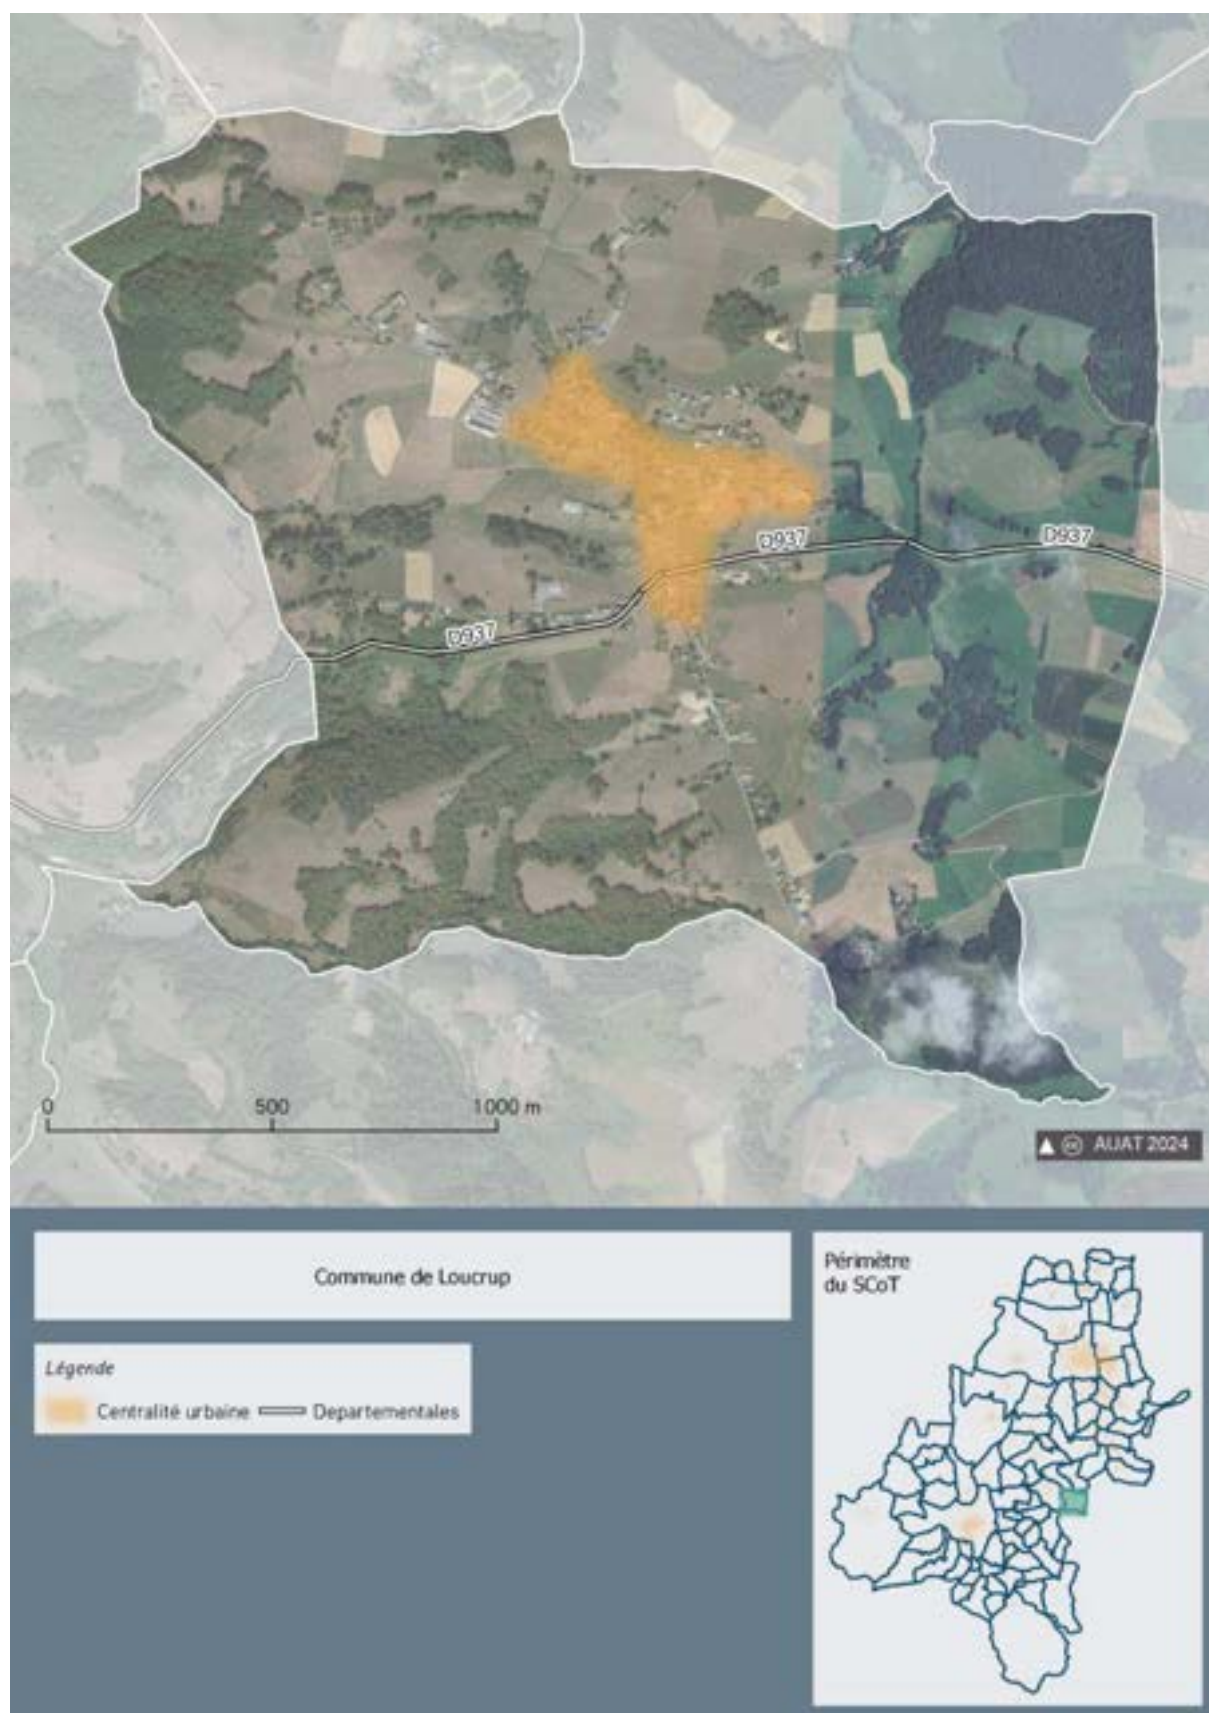 D937
D937
D937
0 500 1000 m
AUAT 2024
Commune de Loucrup
Périmètre
du SCoT
Légende
Centralité urbaine
Departementales